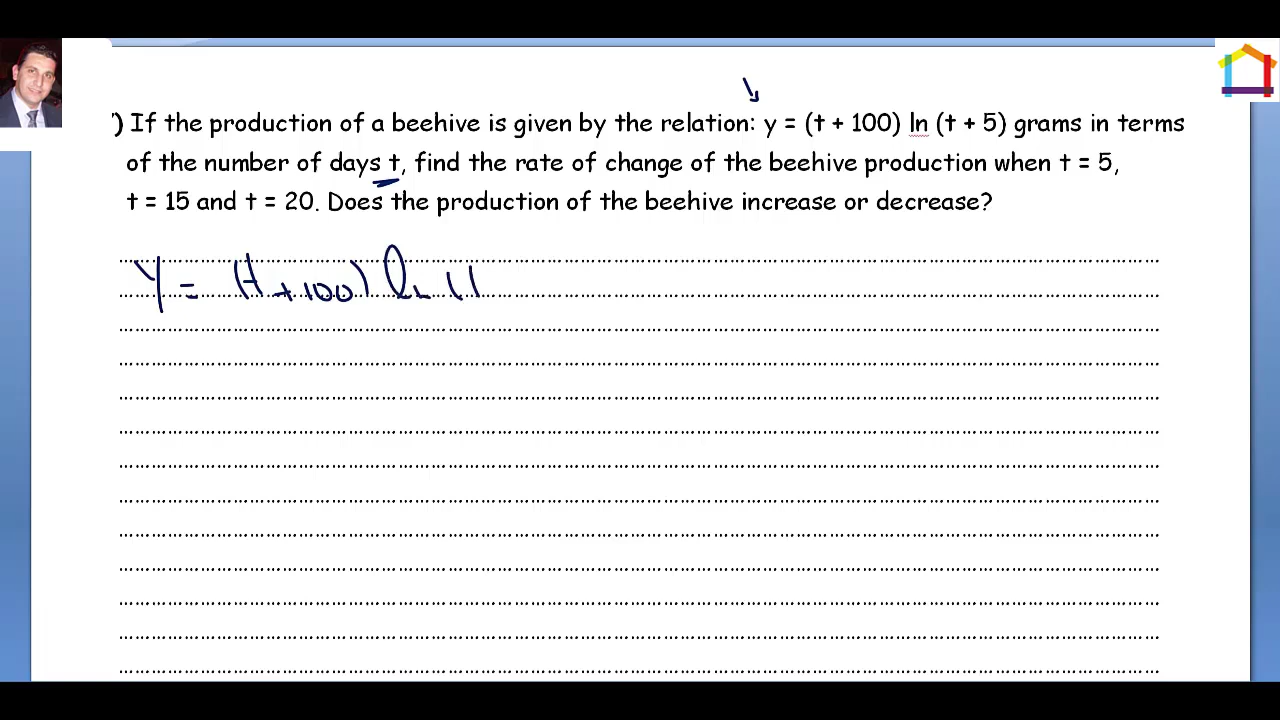 ) If the production of a beehive is given by the relation: y = (t + 100) ln (t + 5) grams in terms
of the number of days t, find the rate of change of the beehive production when t = 5,
t = 15 and t = 20. Does the production of the beehive increase or decrease?
y = (t + 100) ln (